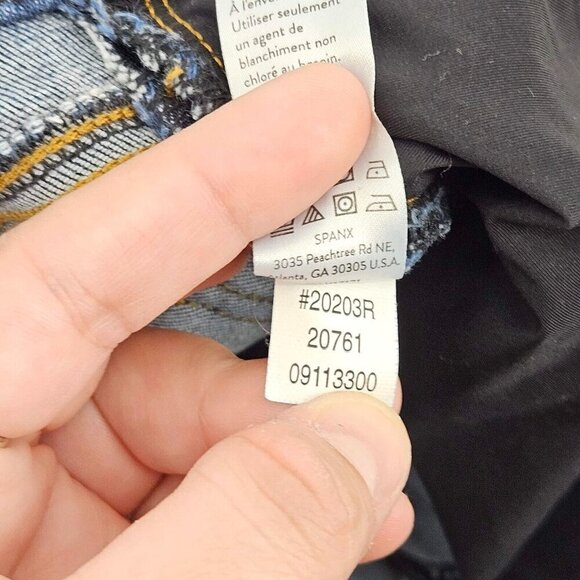 À l'env
Utiliser seulement
un agent de
blanchiment non
chloré au besoin.
SPANX
3035 Peachtree Rd NE,
Atlanta, GA 30305 U.S.A.
#20203R
20761
09113300